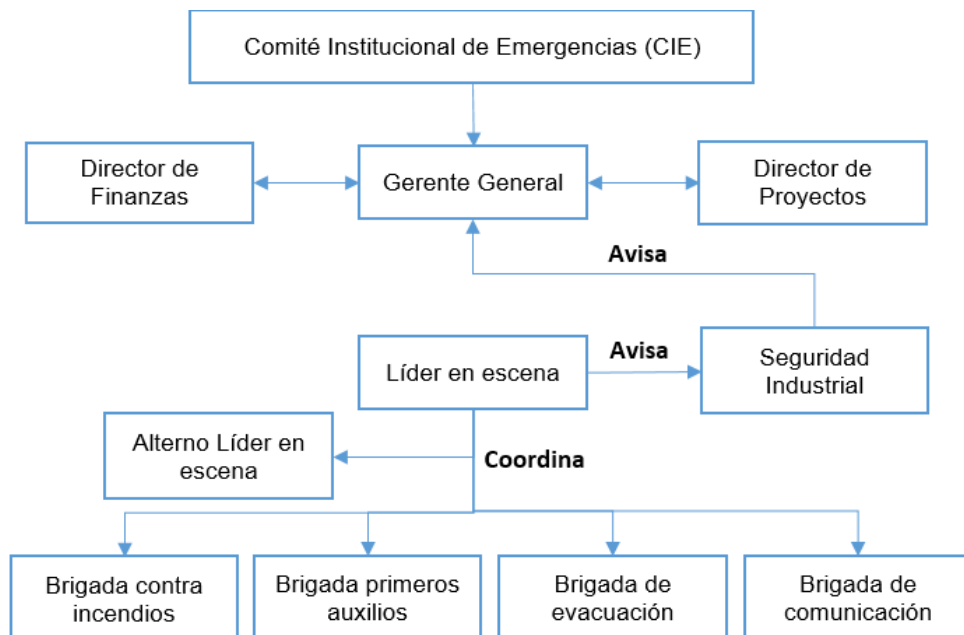 Comité Institucional de Emergencias (CIE)
Director de
Finanzas
Gerente General
Director de
Proyectos
Avisa
Líder en escena
Avisa
Seguridad
Industrial
Alterno Líder en
escena
Coordina
Brigada contra
incendios
Brigada primeros
auxilios
Brigada de
evacuación
Brigada de
comunicación